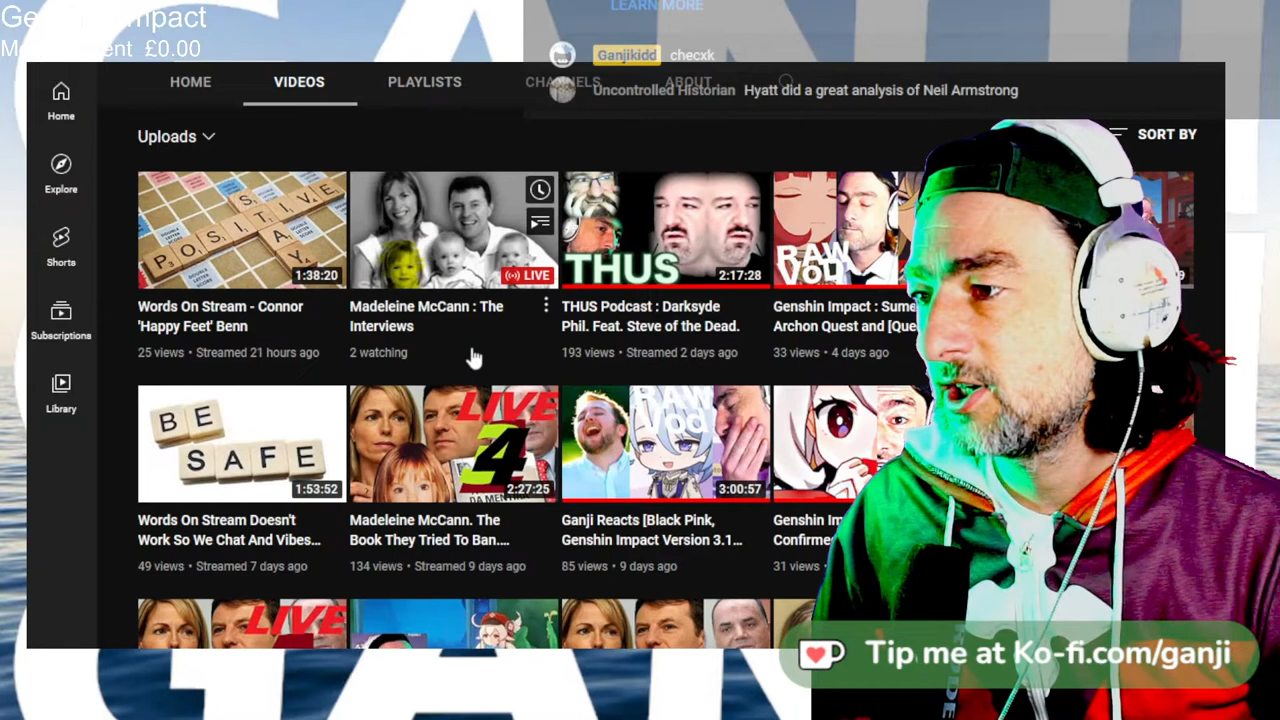 LEARN MORE
Ganjikidd checxk
Uncontrolled Historian Hyatt did a great analysis of Neil Armstrong
£0.00
HOME VIDEOS PLAYLISTS CHANNELS ABOUT
Home
Explore
Shorts
Subscriptions
Library
Uploads
SORT BY
POSITIVE
STAY
1:38:20
LIVE
THUS
2:17:28
RAW
YOU
Words On Stream - Connor
'Happy Feet' Benn
25 views • Streamed 21 hours ago
Madeleine McCann : The
Interviews
2 watching
THUS Podcast : Darksyde
Phil. Feat. Steve of the Dead.
193 views • Streamed 2 days ago
Genshin Impact :
Archon Quest and
33 views • 4 days ago
BE
SAFE
1:53:52
LIVE
4
2:27:25
3:00:57
Words On Stream Doesn't
Work So We Chat And Vibes...
49 views • Streamed 7 days ago
Madeleine McCann. The
Book They Tried To Ban....
134 views • Streamed 9 days ago
Ganji Reacts [Black Pink,
Genshin Impact Version 3.1...
85 views • 9 days ago
31 views
LIVE
Tip me at Ko-fi.com/ganji